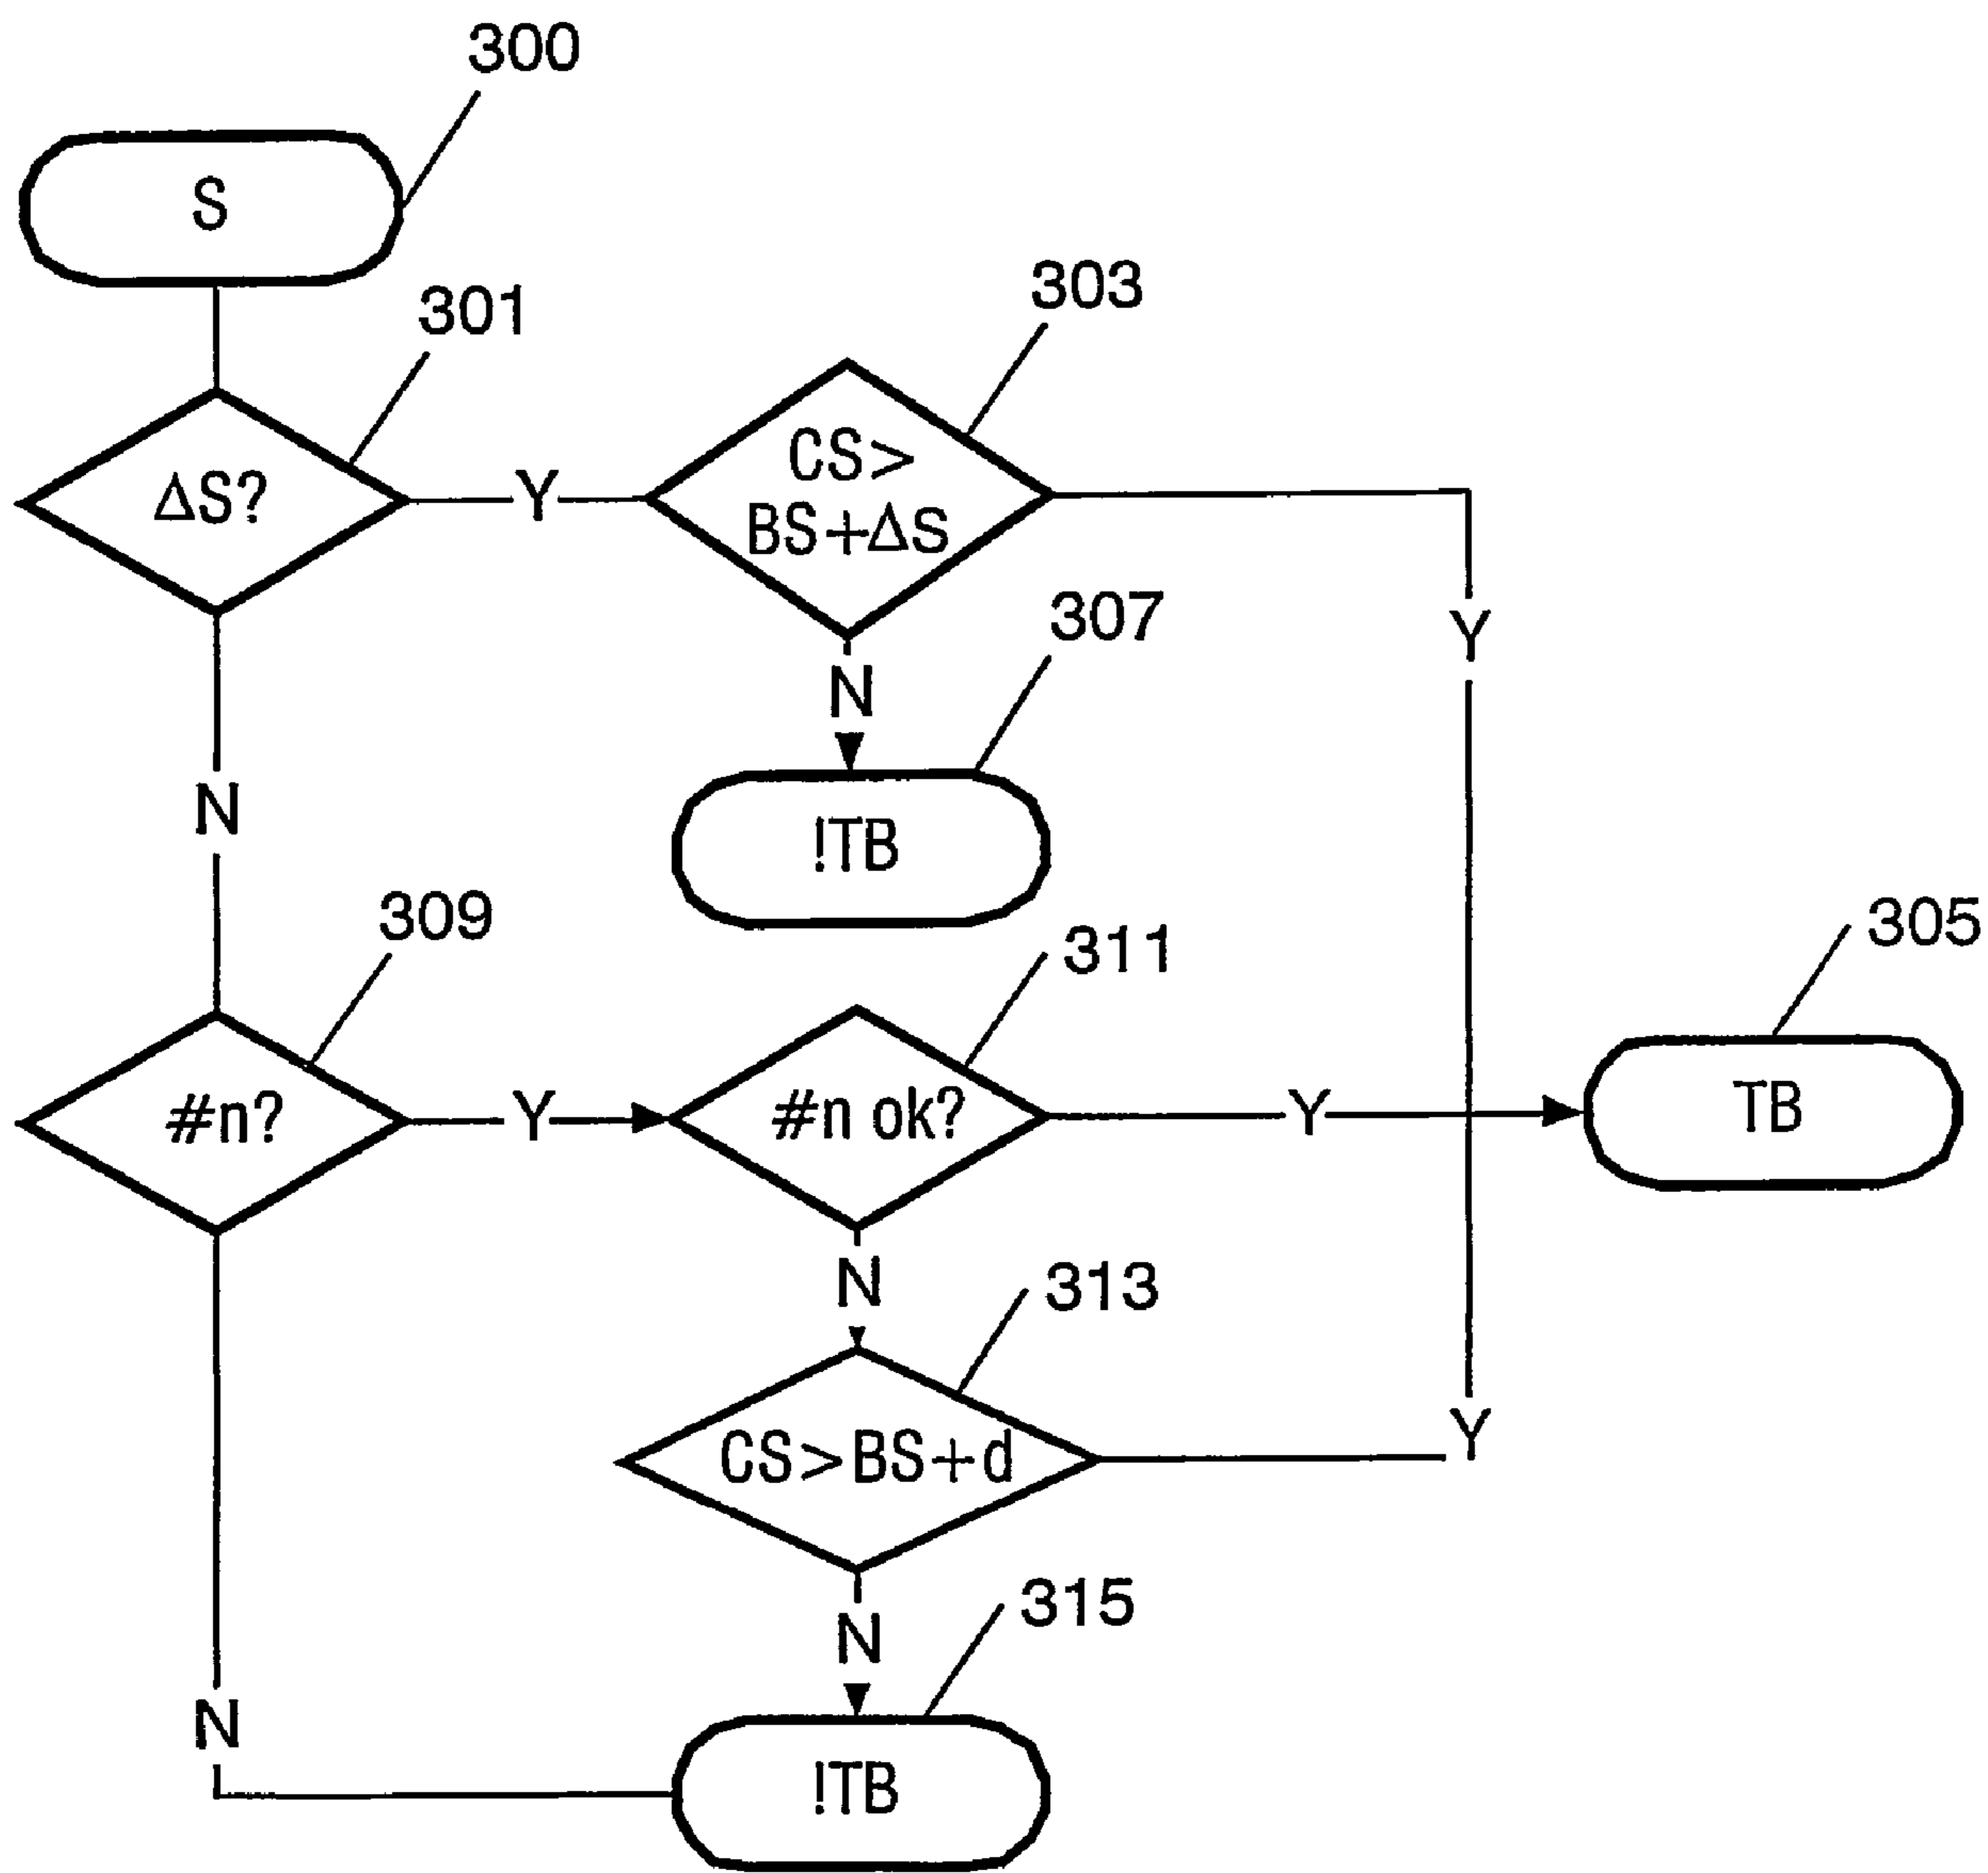 300
S
301
303
ΔS?
Y
CS>
BS+ΔS
307
Y
N
N
!TB
309
311
305
#n?
Y
#n ok?
Y
TB
N
313
CS>BS+d
Y
315
N
N
!TB